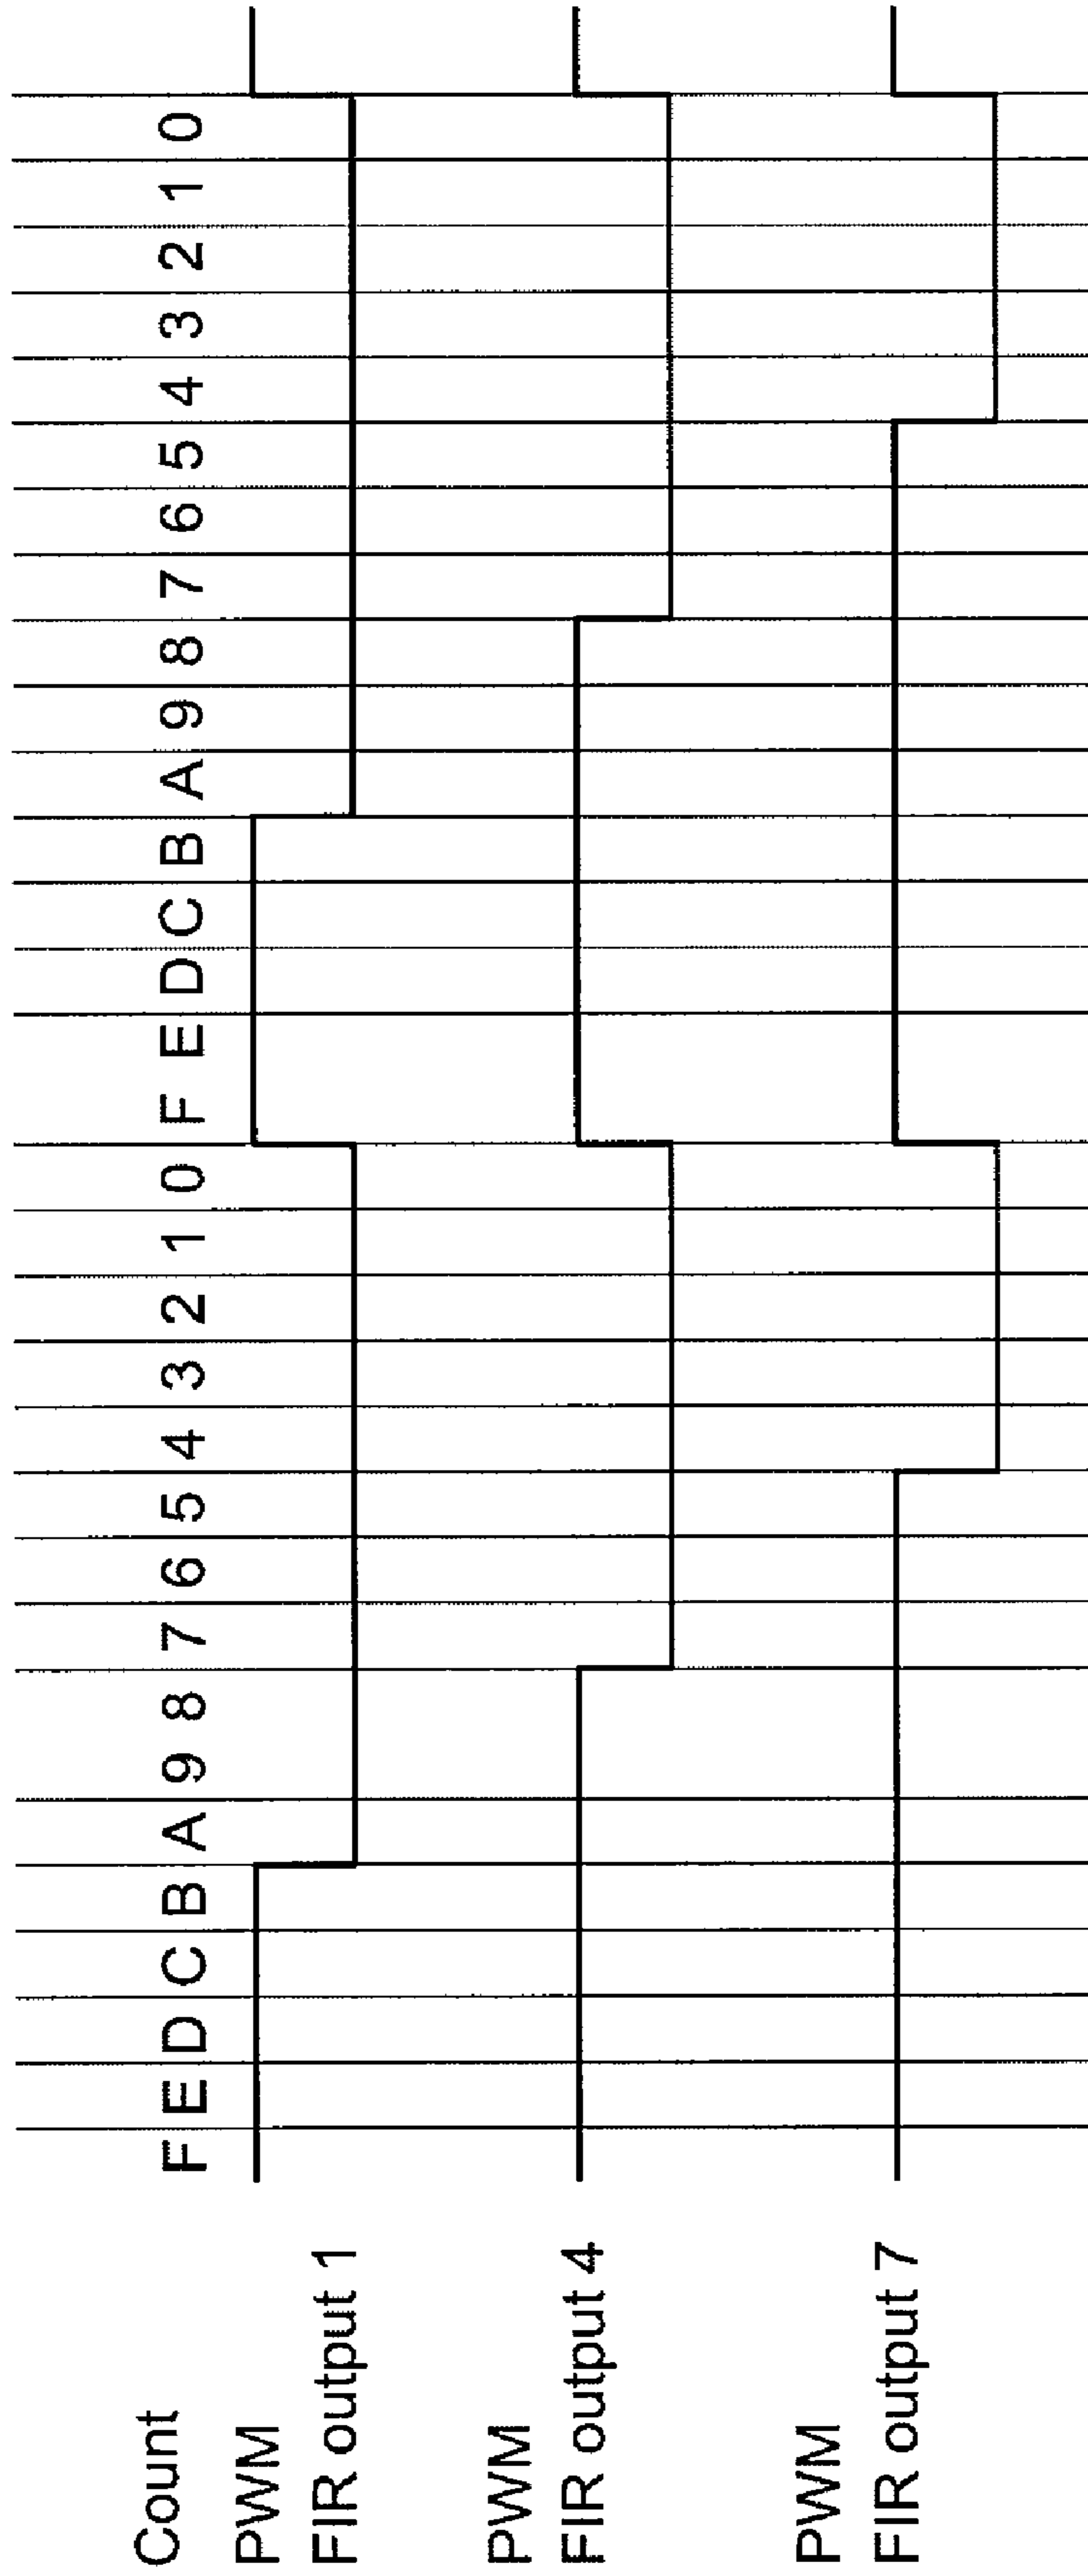 Count F E D C B A 9 8 7 6 5 4 3 2 1 0 F E D C B A 9 8 7 6 5 4 3 2 1 0
PWM
FIR output 1
PWM
FIR output 4
PWM
FIR output 7